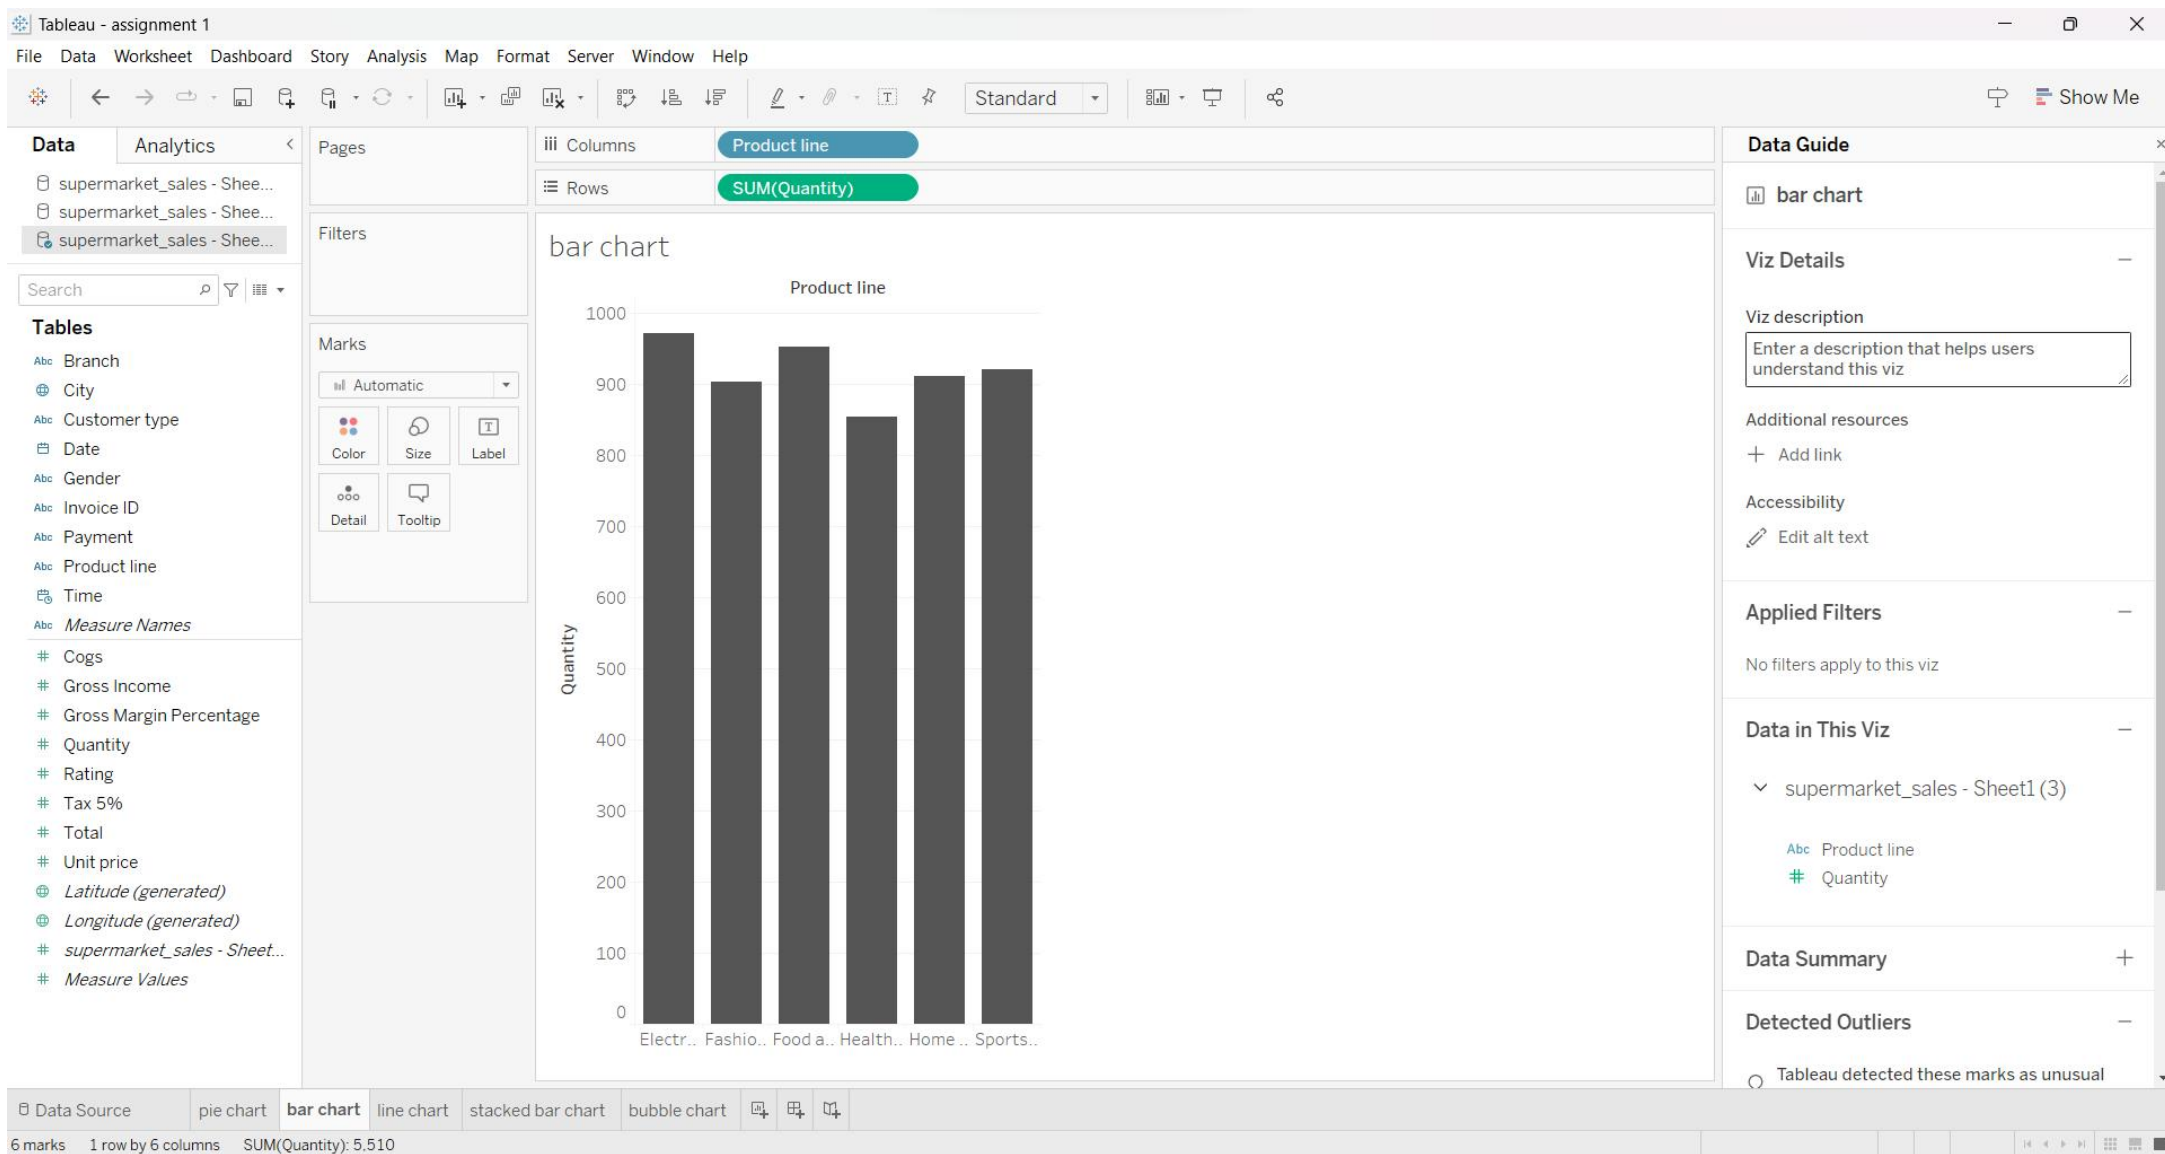 Tableau - assignment 1
File Data Worksheet Dashboard Story Analysis Map Format Server Window Help
Standard
Show Me
Data Analytics
supermarket_sales - Shee...
supermarket_sales - Shee...
supermarket_sales - Shee...
Search
Tables
Abc Branch
City
Abc Customer type
Date
Abc Gender
Abc Invoice ID
Abc Payment
Abc Product line
Time
Abc Measure Names
# Cogs
# Gross Income
# Gross Margin Percentage
# Quantity
# Rating
# Tax 5%
# Total
# Unit price
Latitude (generated)
Longitude (generated)
# supermarket_sales - Sheet...
# Measure Values
Pages
Filters
Marks
Automatic
Color Size Label
Detail Tooltip
Columns Product line
Rows SUM(Quantity)
bar chart
Product line
1000
900
800
700
600
500
400
300
200
100
0
Quantity
Electr.. Fashio.. Food a.. Health.. Home .. Sports..
Data Guide
bar chart
Viz Details
Viz description
Enter a description that helps users
understand this viz
Additional resources
Add link
Accessibility
Edit alt text
Applied Filters
No filters apply to this viz
Data in This Viz
supermarket_sales - Sheet1 (3)
Abc Product line
# Quantity
Data Summary
Detected Outliers
Tableau detected these marks as unusual
Data Source pie chart bar chart line chart stacked bar chart bubble chart
6 marks 1 row by 6 columns SUM(Quantity): 5,510